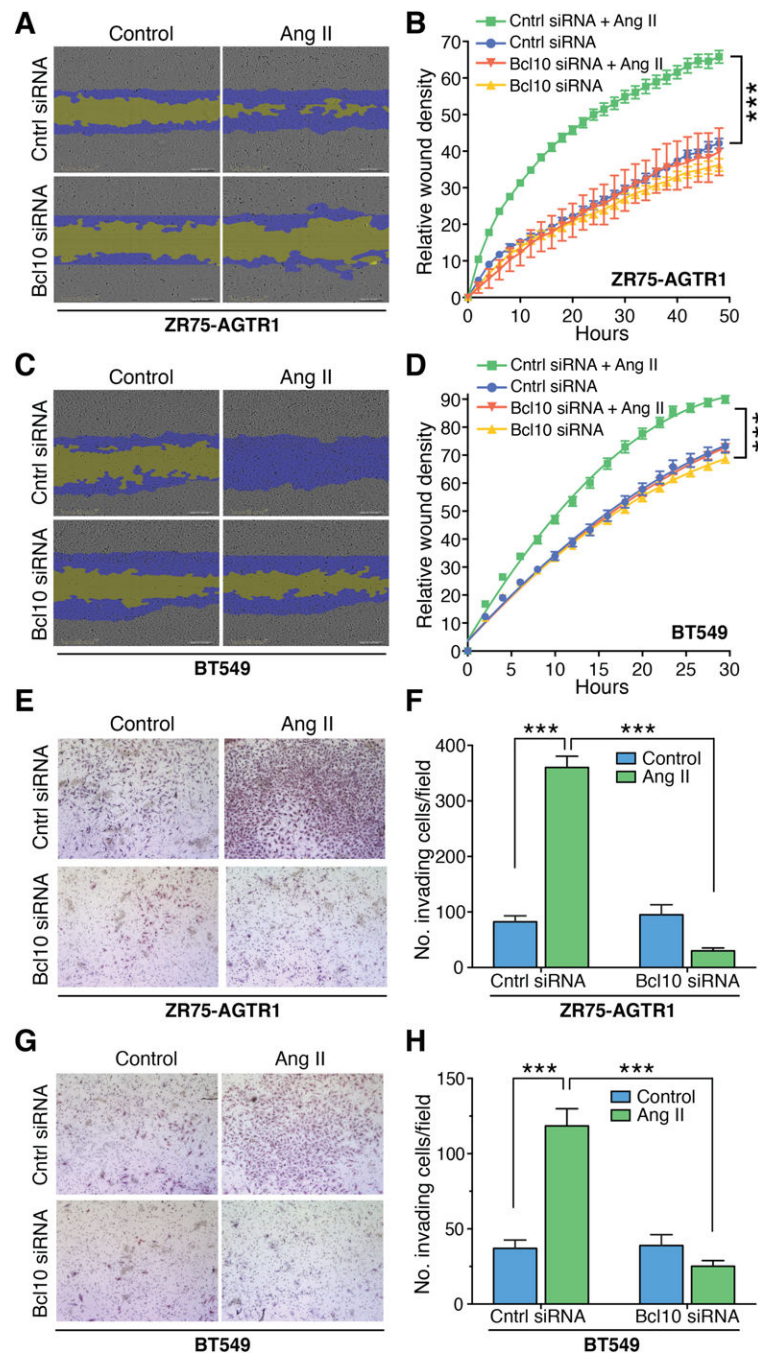 A
Control
Ang II
Cntrl siRNA
Bcl10 siRNA
ZR75-AGTR1
B
Cntrl siRNA + Ang II
Cntrl siRNA
Bcl10 siRNA + Ang II
Bcl10 siRNA
Relative wound density
70
60
50
40
30
20
10
0
0 10 20 30 40 50
Hours
ZR75-AGTR1
***
C
Control
Ang II
Cntrl siRNA
Bcl10 siRNA
BT549
D
Cntrl siRNA + Ang II
Cntrl siRNA
Bcl10 siRNA + Ang II
Bcl10 siRNA
Relative wound density
90
80
70
60
50
40
30
20
10
0
0 5 10 15 20 25 30
Hours
BT549
***
E
Control
Ang II
Cntrl siRNA
Bcl10 siRNA
ZR75-AGTR1
F
*** ***
Control
Ang II
No. invading cells/field
400
300
200
100
0
Cntrl siRNA Bcl10 siRNA
ZR75-AGTR1
G
Control
Ang II
Cntrl siRNA
Bcl10 siRNA
BT549
H
*** ***
Control
Ang II
No. invading cells/field
150
100
50
0
Cntrl siRNA Bcl10 siRNA
BT549